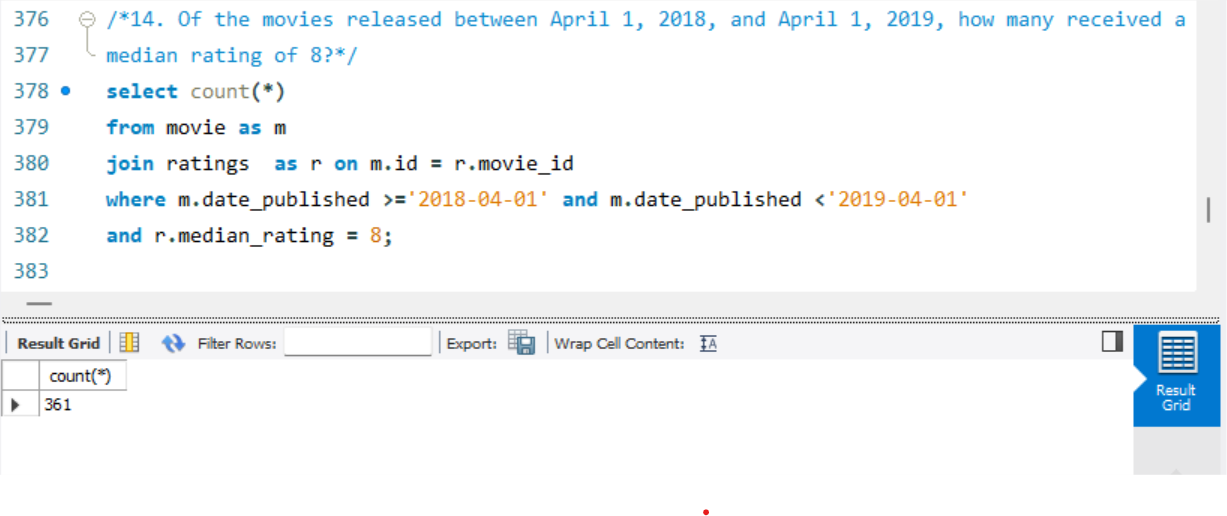 376 /*14. Of the movies released between April 1, 2018, and April 1, 2019, how many received a
377 median rating of 8?*/
378 select count(*)
379 from movie as m
380 join ratings  as r on m.id = r.movie_id
381 where m.date_published >='2018-04-01' and m.date_published <'2019-04-01'
382 and r.median_rating = 8;
383
Result Grid Filter Rows: Export: Wrap Cell Content: IA
count(*)
361
Result
Grid